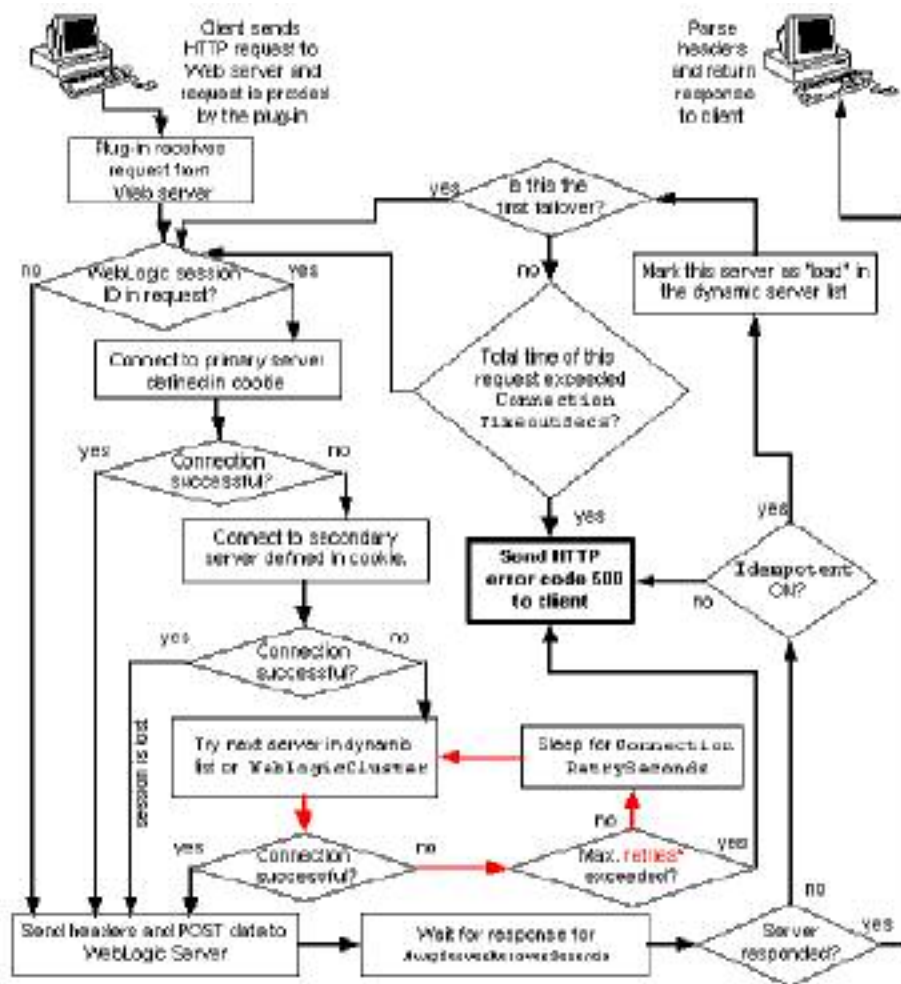 Client sends
HTTP request to
Web server and
request is proxied
by the plug-in
Parse
headers
and return
response
to client
Plug-in receives
request from
Web server
yes
Is this the
first failover?
no
WebLogic session
ID in request?
yes
no
Mark this server as "bad" in
the dynamic server list
Connect to primary server
defined in cookie
Total time of this
request exceeded
Connection
TimeoutSecs?
yes
Connection
successful?
no
yes
yes
Connect to secondary
server defined in cookie.
Send HTTP
error code 500
to client
no
Idempotent
ON?
yes
Connection
successful?
no
session is lost
Try next server in dynamic
list or WebLogicCluster
Sleep for Connection
RetrySeconds
no
yes
Connection
successful?
no
Max. retries*
exceeded?
yes
no
Send headers and POST data to
WebLogic Server
Wait for response for
Server
responded?
yes